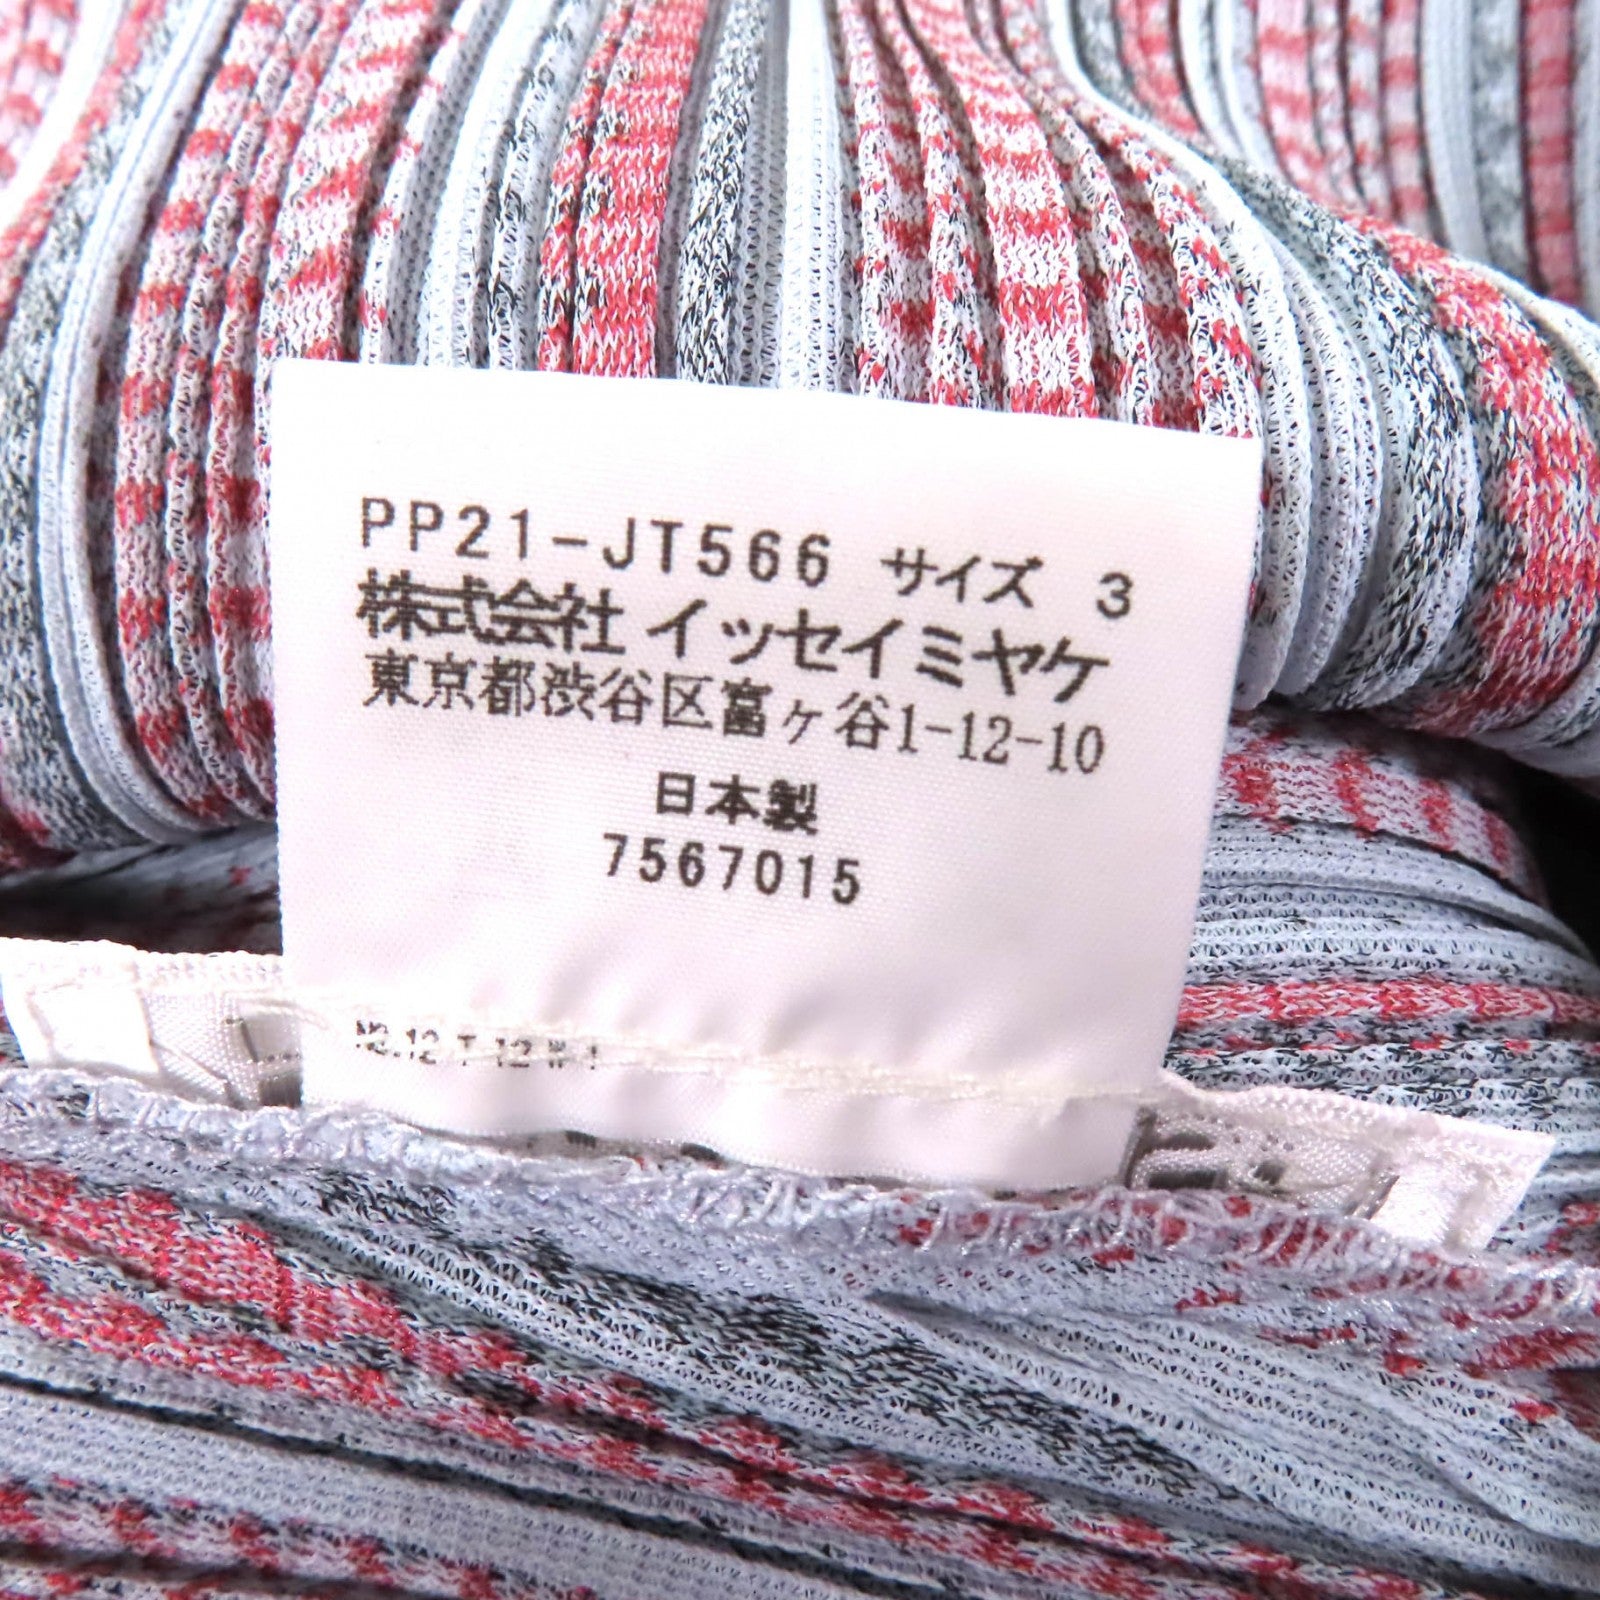 PP21-JT566 サイズ 3
株式会社 イッセイミヤケ
東京都渋谷区富ヶ谷1-12-10
日本製
7567015